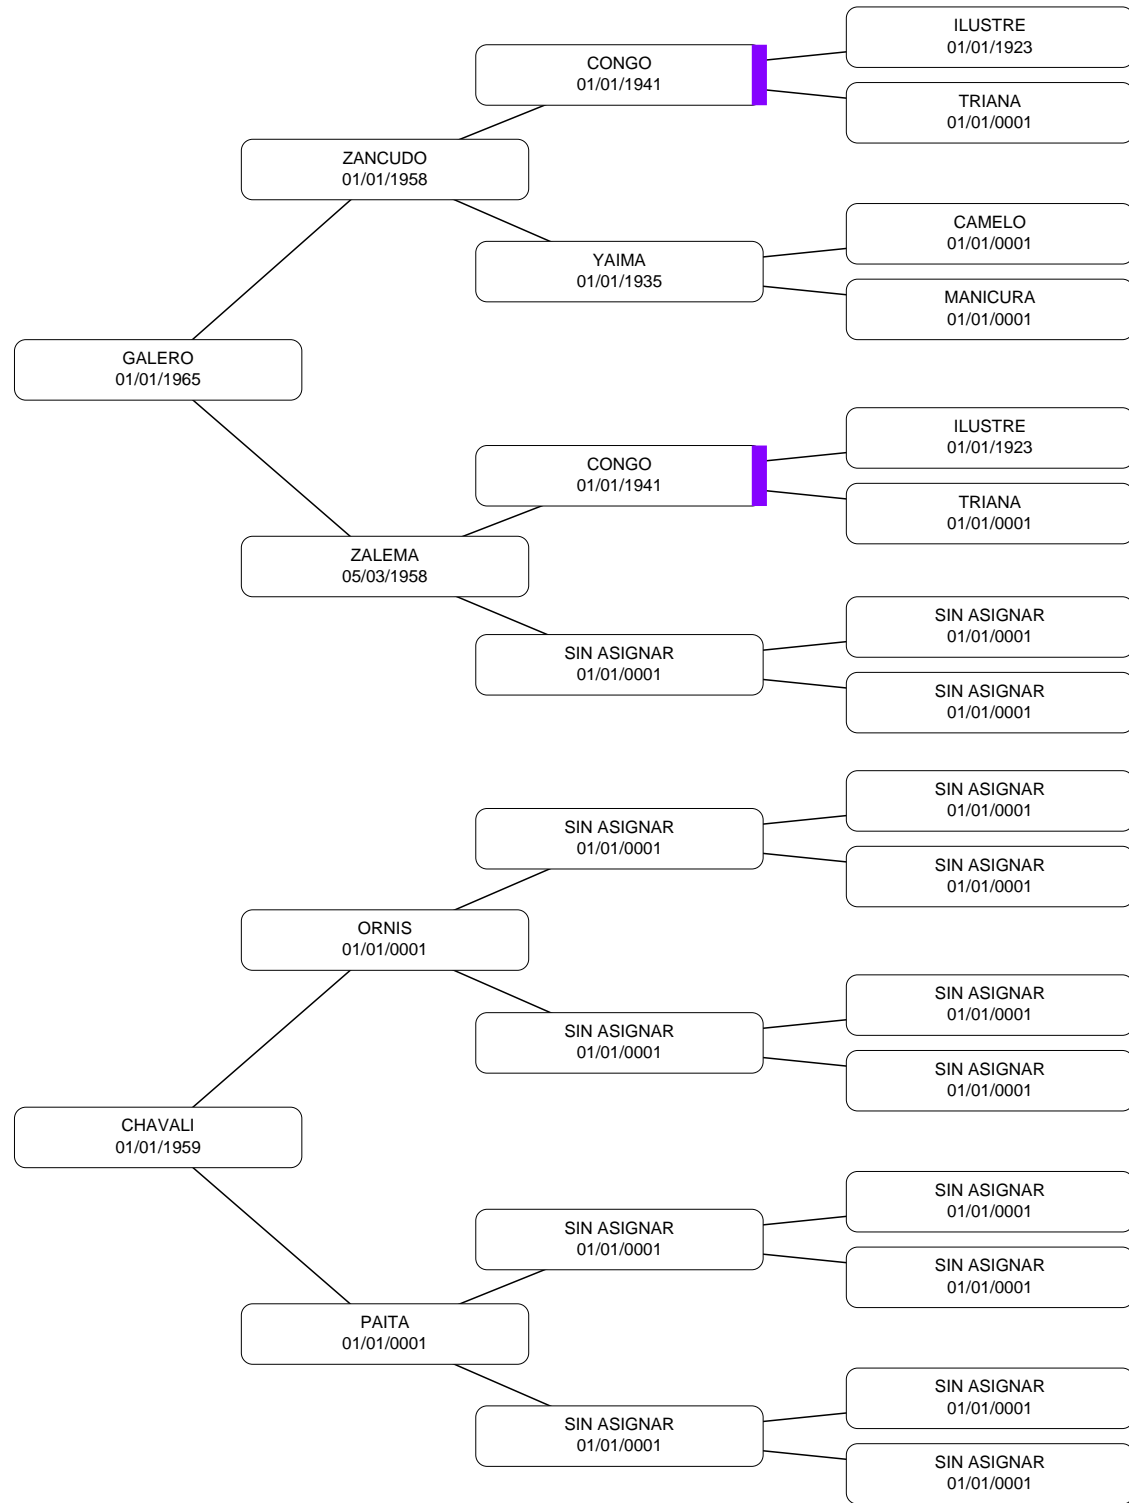 ILUSTRE
01/01/1923
CONGO
01/01/1941
TRIANA
01/01/0001
ZANCUDO
01/01/1958
CAMELO
01/01/0001
YAIMA
01/01/1935
MANICURA
01/01/0001
GALERO
01/01/1965
ILUSTRE
01/01/1923
CONGO
01/01/1941
TRIANA
01/01/0001
ZALEMA
05/03/1958
SIN ASIGNAR
01/01/0001
SIN ASIGNAR
01/01/0001
SIN ASIGNAR
01/01/0001
SIN ASIGNAR
01/01/0001
SIN ASIGNAR
01/01/0001
SIN ASIGNAR
01/01/0001
ORNIS
01/01/0001
SIN ASIGNAR
01/01/0001
SIN ASIGNAR
01/01/0001
SIN ASIGNAR
01/01/0001
CHAVALI
01/01/1959
SIN ASIGNAR
01/01/0001
SIN ASIGNAR
01/01/0001
SIN ASIGNAR
01/01/0001
PAITA
01/01/0001
SIN ASIGNAR
01/01/0001
SIN ASIGNAR
01/01/0001
SIN ASIGNAR
01/01/0001